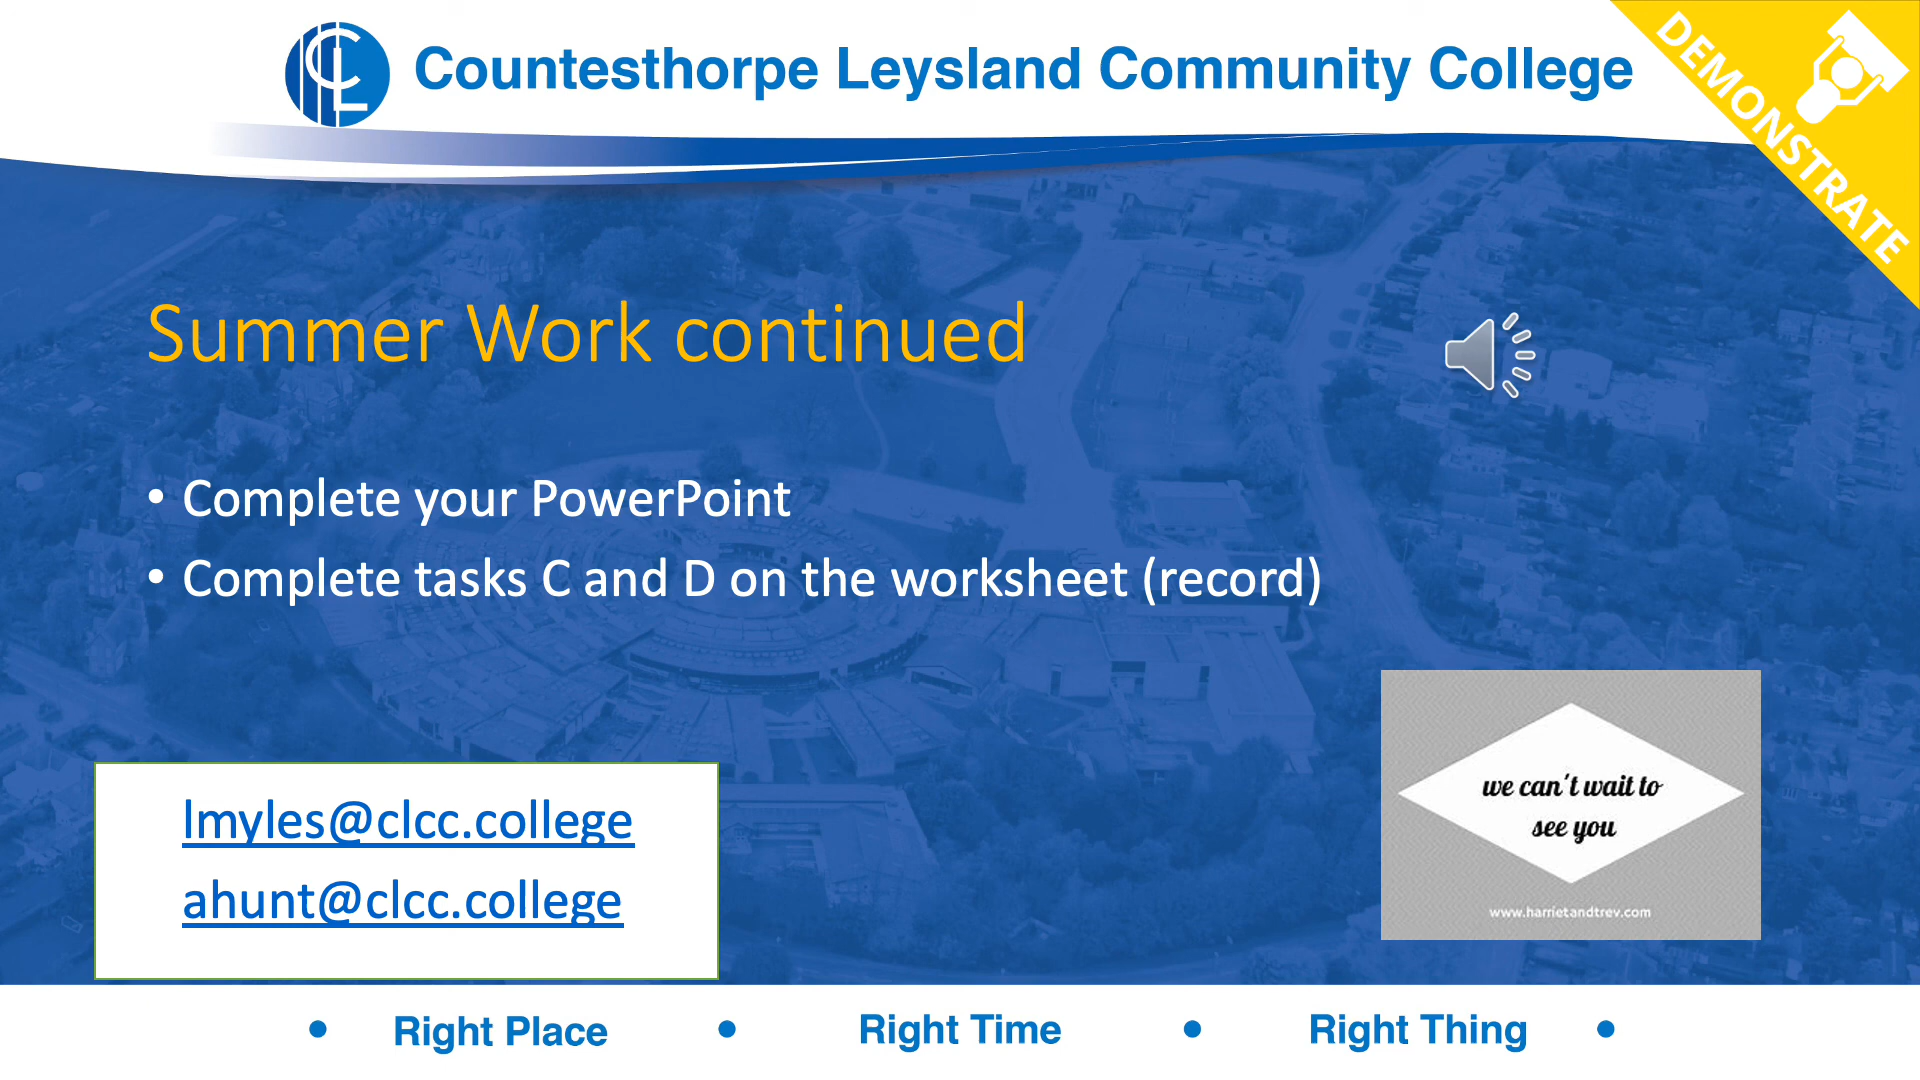 Countesthorpe Leysland Community College
DEMONSTRATE
Summer Work continued
• Complete your PowerPoint
• Complete tasks C and D on the worksheet (record)
lmyles@clcc.college
ahunt@clcc.college
we can't wait to
see you
www.harrietandtrev.com
• Right Place • Right Time • Right Thing •